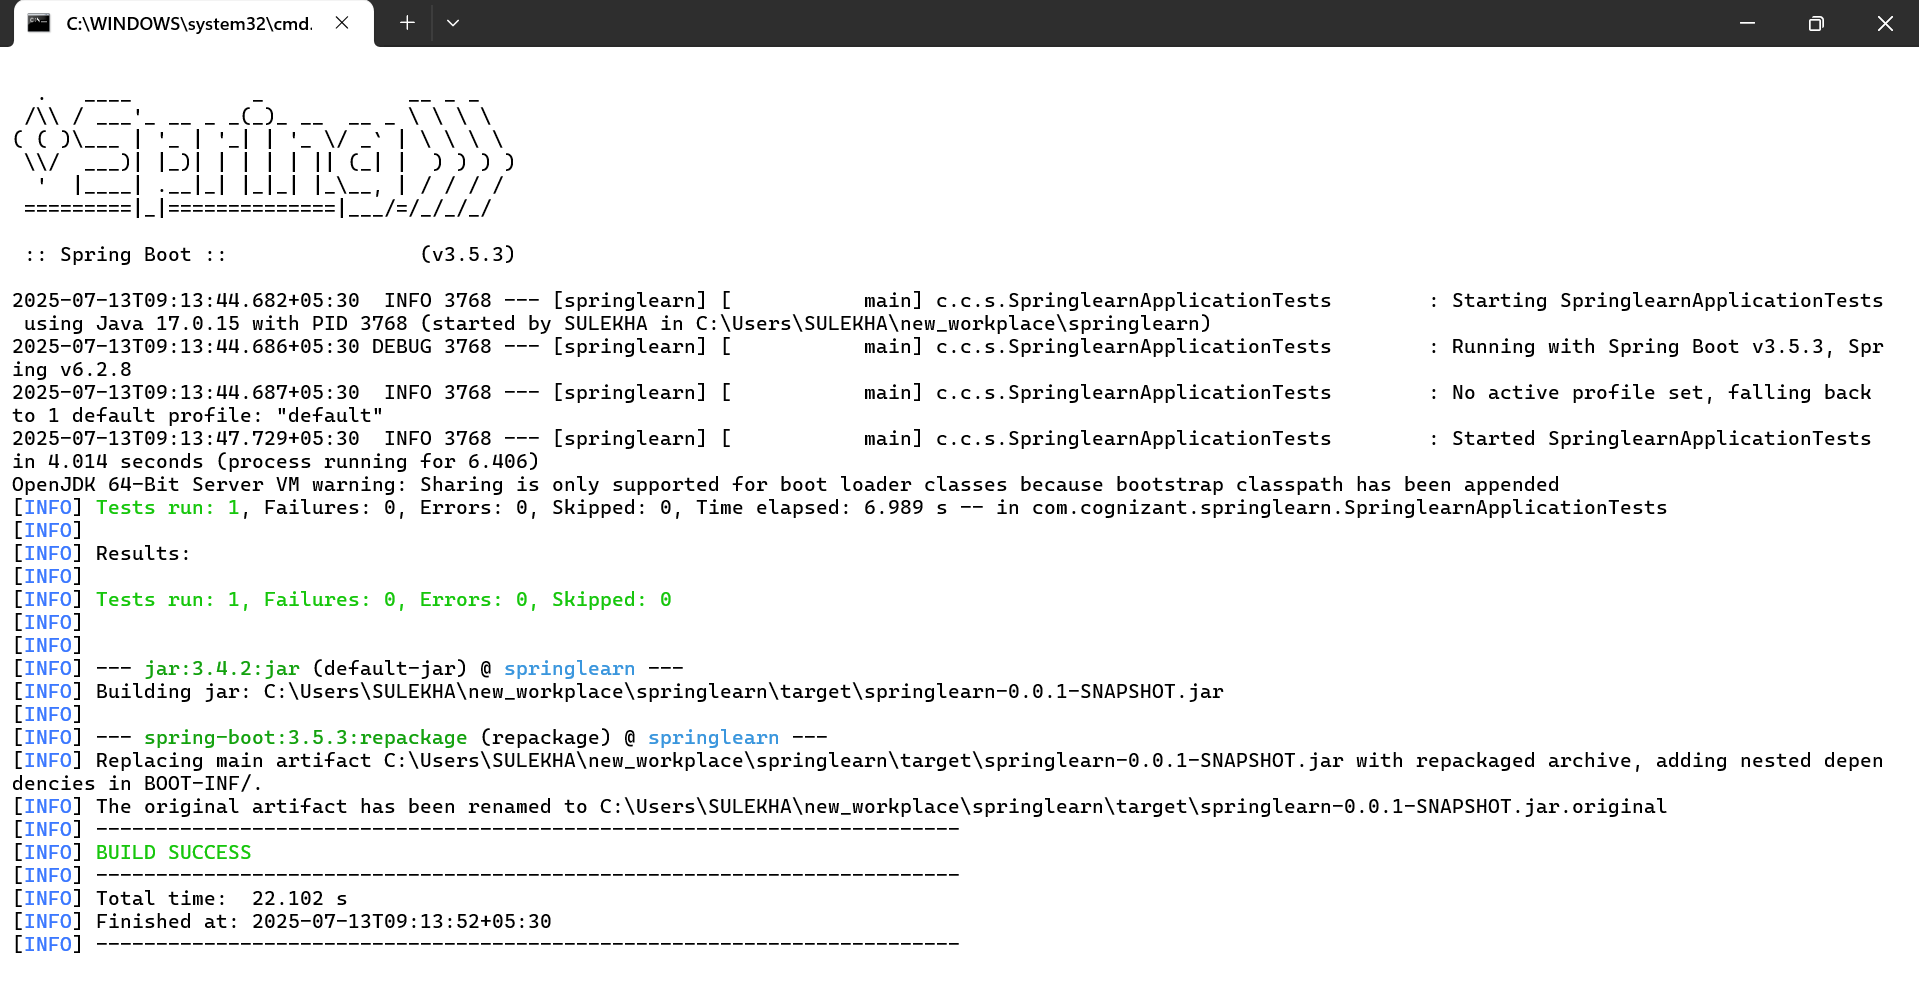 C:\WINDOWS\system32\cmd.
  .   ____          _            __ _ _
 /\\ / ___'_ __ _ _(_)_ __  __ _ \ \ \ \
( ( )\___ | '_ | '_| | '_ \/ _` | \ \ \ \
 \\/  ___)| |_)| | | | | || (_| |  ) ) ) )
  '  |____| .__|_| |_|_| |_\__, | / / / /
 =========|_|==============|___/=/_/_/_/
 :: Spring Boot ::                (v3.5.3)
2025-07-13T09:13:44.682+05:30  INFO 3768 --- [springlearn] [           main] c.c.s.SpringlearnApplicationTests        : Starting SpringlearnApplicationTests
 using Java 17.0.15 with PID 3768 (started by SULEKHA in C:\Users\SULEKHA\new_workplace\springlearn)
2025-07-13T09:13:44.686+05:30 DEBUG 3768 --- [springlearn] [           main] c.c.s.SpringlearnApplicationTests        : Running with Spring Boot v3.5.3, Spr
ing v6.2.8
2025-07-13T09:13:44.687+05:30  INFO 3768 --- [springlearn] [           main] c.c.s.SpringlearnApplicationTests        : No active profile set, falling back
to 1 default profile: "default"
2025-07-13T09:13:47.729+05:30  INFO 3768 --- [springlearn] [           main] c.c.s.SpringlearnApplicationTests        : Started SpringlearnApplicationTests
in 4.014 seconds (process running for 6.406)
OpenJDK 64-Bit Server VM warning: Sharing is only supported for boot loader classes because bootstrap classpath has been appended
[INFO] Tests run: 1, Failures: 0, Errors: 0, Skipped: 0, Time elapsed: 6.989 s -- in com.cognizant.springlearn.SpringlearnApplicationTests
[INFO]
[INFO] Results:
[INFO]
[INFO] Tests run: 1, Failures: 0, Errors: 0, Skipped: 0
[INFO]
[INFO]
[INFO] --- jar:3.4.2:jar (default-jar) @ springlearn ---
[INFO] Building jar: C:\Users\SULEKHA\new_workplace\springlearn\target\springlearn-0.0.1-SNAPSHOT.jar
[INFO]
[INFO] --- spring-boot:3.5.3:repackage (repackage) @ springlearn ---
[INFO] Replacing main artifact C:\Users\SULEKHA\new_workplace\springlearn\target\springlearn-0.0.1-SNAPSHOT.jar with repackaged archive, adding nested depen
dencies in BOOT-INF/.
[INFO] The original artifact has been renamed to C:\Users\SULEKHA\new_workplace\springlearn\target\springlearn-0.0.1-SNAPSHOT.jar.original
[INFO] ------------------------------------------------------------------------
[INFO] BUILD SUCCESS
[INFO] ------------------------------------------------------------------------
[INFO] Total time:  22.102 s
[INFO] Finished at: 2025-07-13T09:13:52+05:30
[INFO] ------------------------------------------------------------------------